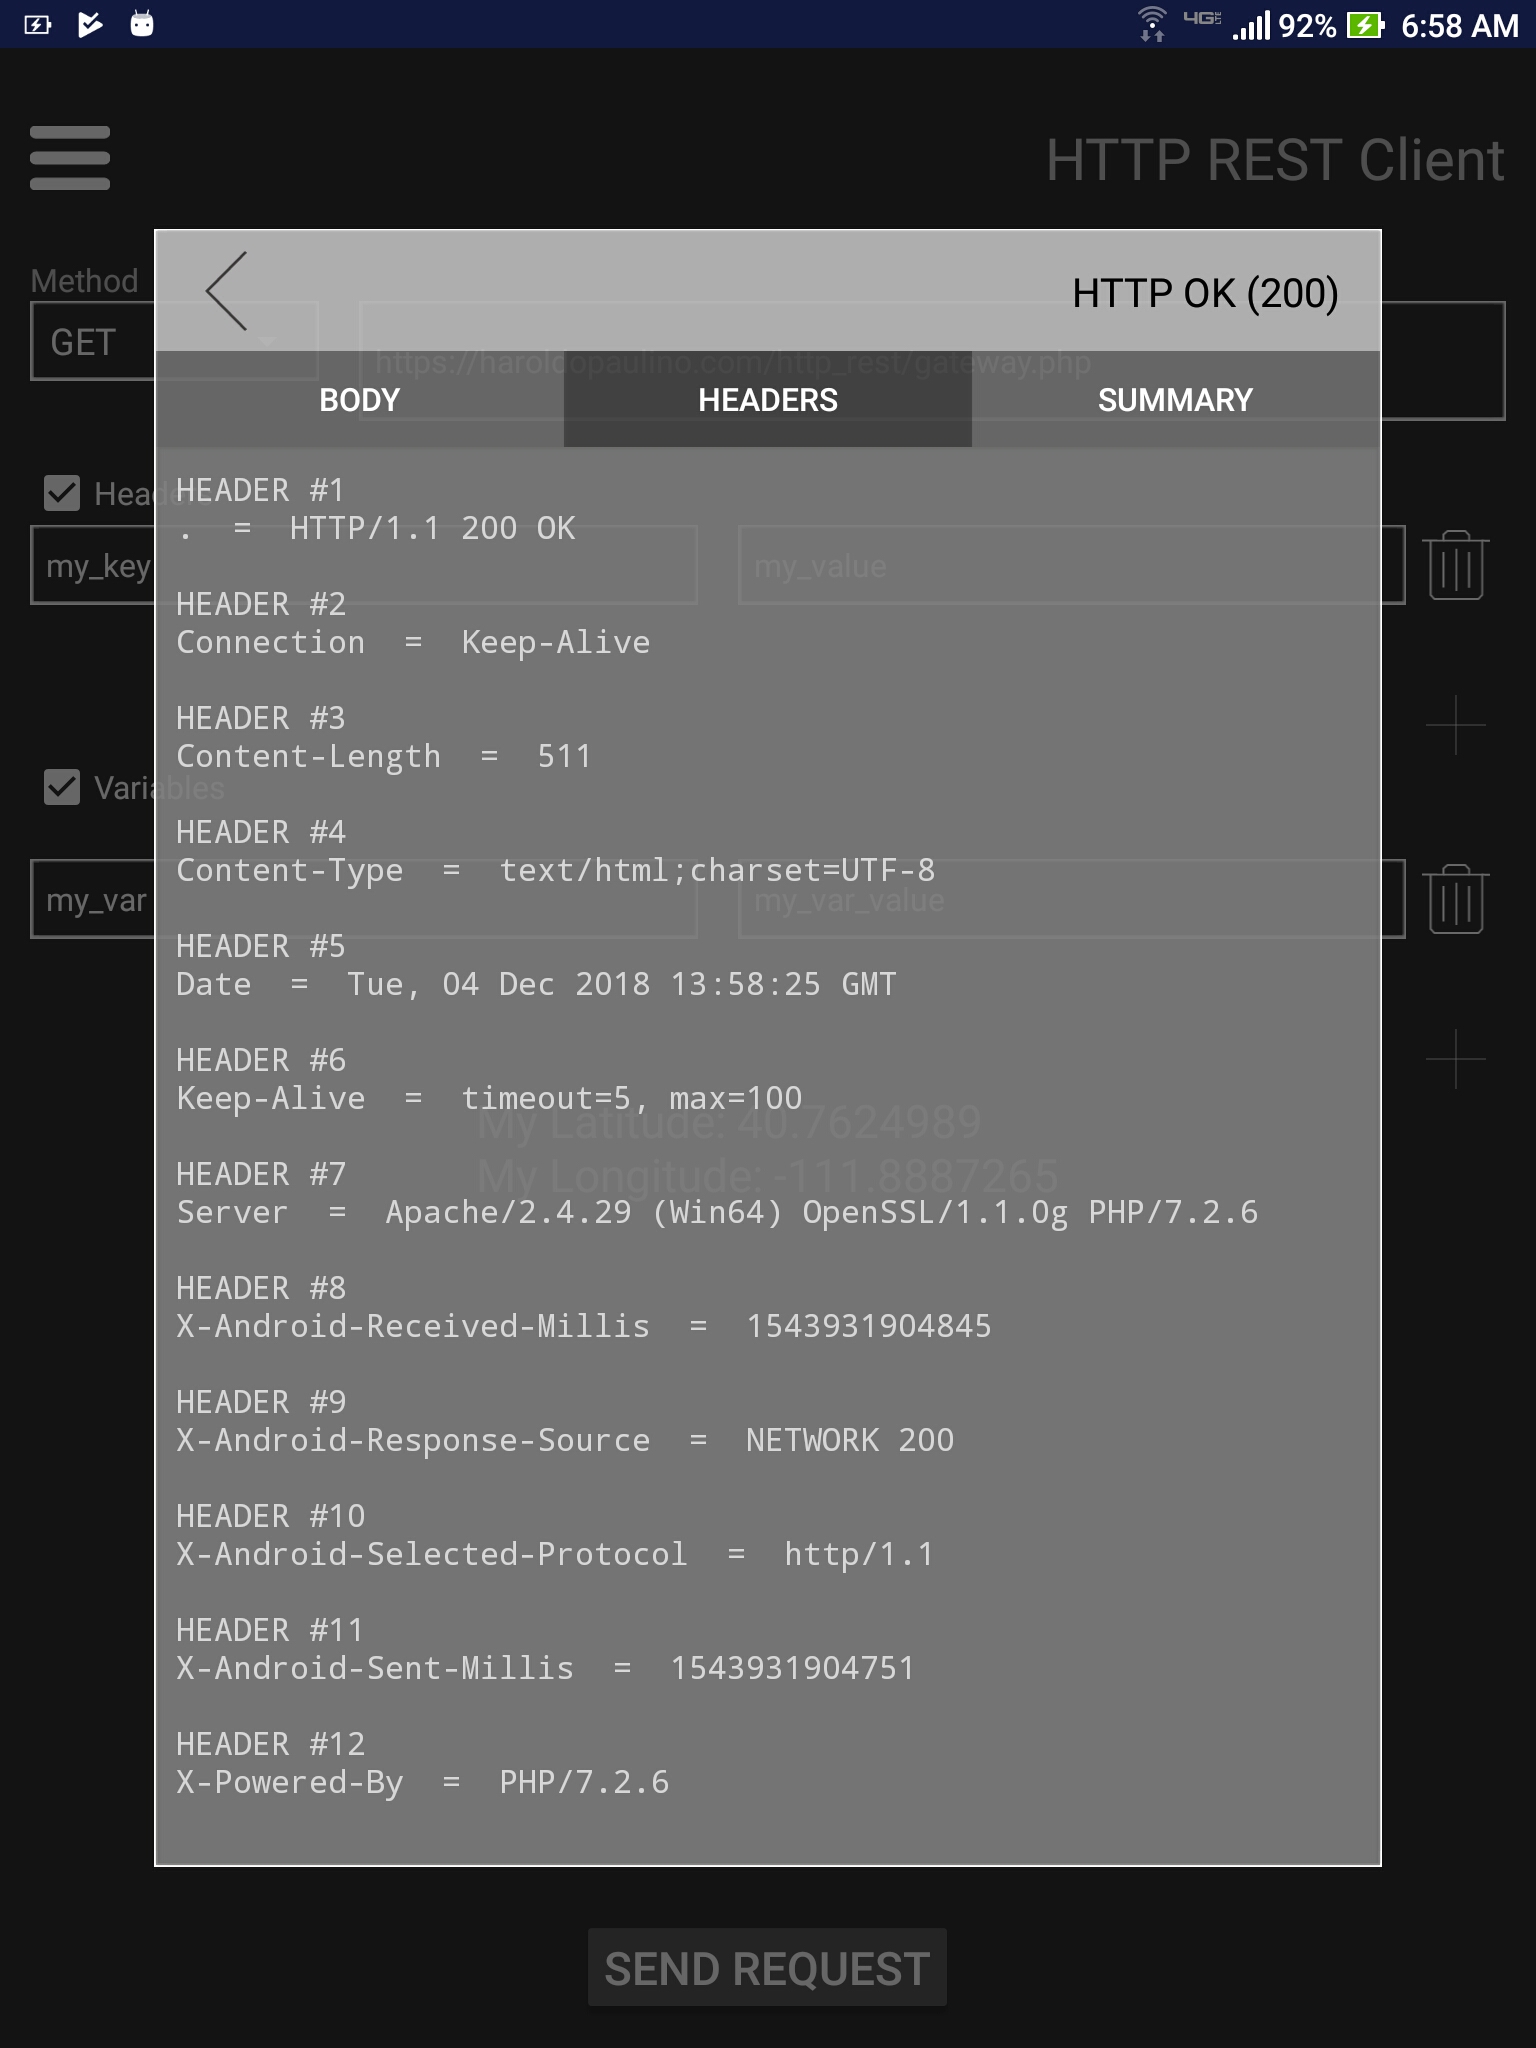 4G LTE 92% 6:58 AM
HTTP REST Client
HTTP OK (200)
Method
GET
https://haroldopaulino.com/http_rest/gateway.php
BODY HEADERS SUMMARY
Headers
my_key my_value
Variables
my_var my_var_value
My Latitude: 40.7624989
My Longitude: -111.8887265
HEADER #1
. = HTTP/1.1 200 OK
HEADER #2
Connection = Keep-Alive
HEADER #3
Content-Length = 511
HEADER #4
Content-Type = text/html;charset=UTF-8
HEADER #5
Date = Tue, 04 Dec 2018 13:58:25 GMT
HEADER #6
Keep-Alive = timeout=5, max=100
HEADER #7
Server = Apache/2.4.29 (Win64) OpenSSL/1.1.0g PHP/7.2.6
HEADER #8
X-Android-Received-Millis = 1543931904845
HEADER #9
X-Android-Response-Source = NETWORK 200
HEADER #10
X-Android-Selected-Protocol = http/1.1
HEADER #11
X-Android-Sent-Millis = 1543931904751
HEADER #12
X-Powered-By = PHP/7.2.6
SEND REQUEST